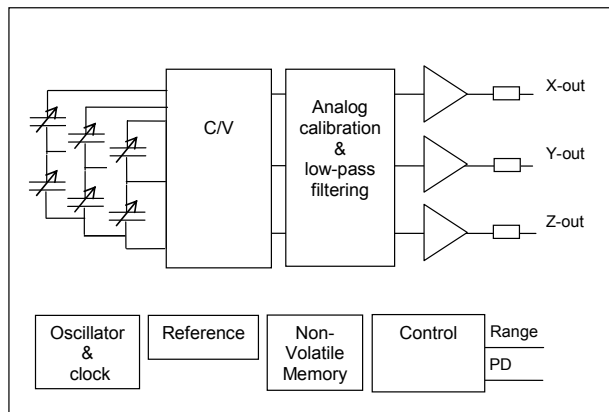 C/V
Analog
calibration
&
low-pass
filtering
X-out
Y-out
Z-out
Oscillator
&
clock
Reference
Non-
Volatile
Memory
Control
Range
PD